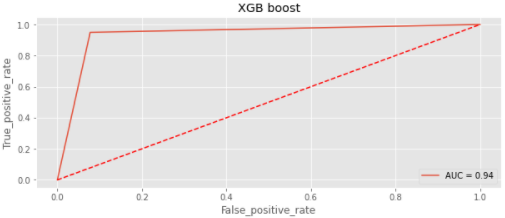 XGB boost
1.0
0.8
0.6
0.4
0.2
0.0
True_positive_rate
AUC = 0.94
0.0 0.2 0.4 0.6 0.8 1.0
False_positive_rate